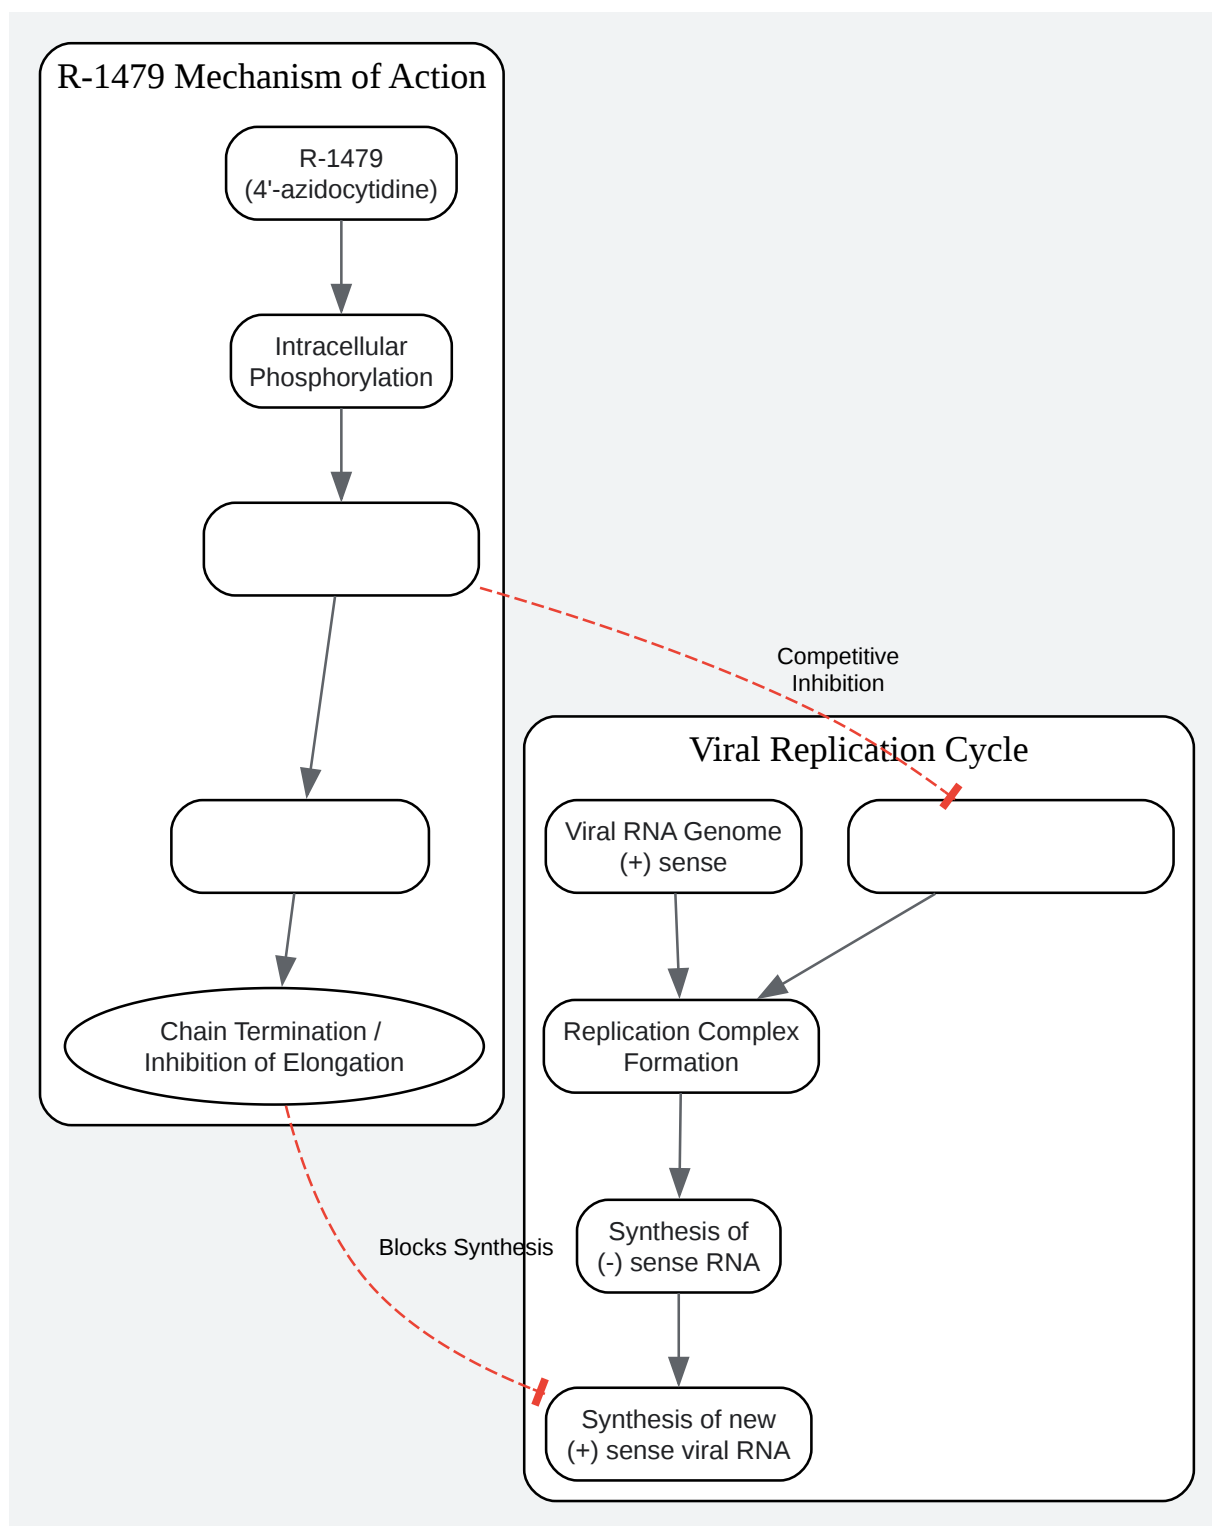 R-1479 Mechanism of Action
R-1479
(4'-azidocytidine)
Intracellular
Phosphorylation
Competitive
Inhibition
Viral Replication Cycle
Viral RNA Genome
(+) sense
Chain Termination /
Inhibition of Elongation
Replication Complex
Formation
Blocks Synthesis
Synthesis of
(-) sense RNA
Synthesis of new
(+) sense viral RNA